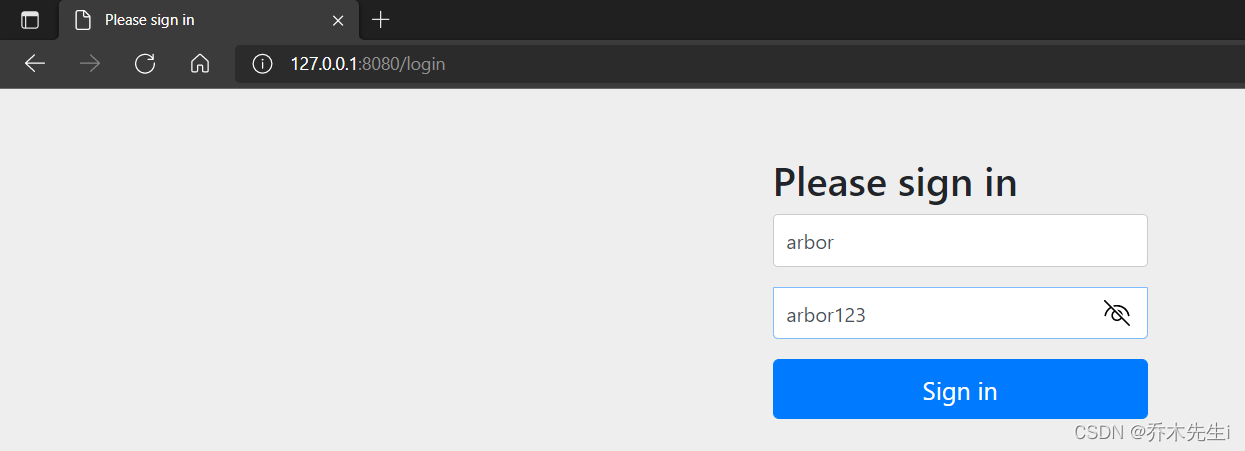 Please sign in
127.0.0.1:8080/login
Please sign in
arbor
arbor123
Sign in
CSDN @乔木先生i